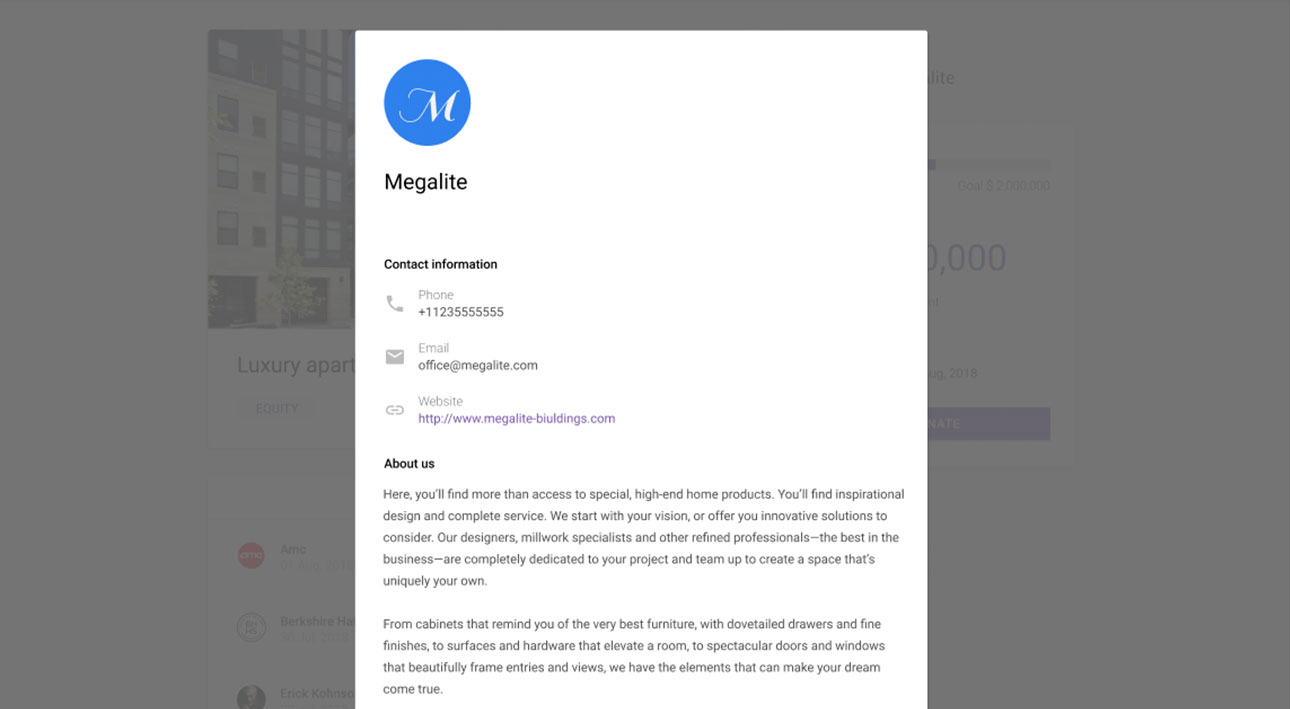 M
Megalite
Contact information
Phone
+11235555555
Email
office@megalite.com
Website
http://www.megalite-biuldings.com
About us
Here, you’ll find more than access to special, high-end home products. You’ll find inspirational
design and complete service. We start with your vision, or offer you innovative solutions to
consider. Our designers, millwork specialists and other refined professionals—the best in the
business—are completely dedicated to your project and team up to create a space that’s
uniquely your own.
From cabinets that remind you of the very best furniture, with dovetailed drawers and fine
finishes, to surfaces and hardware that elevate a room, to spectacular doors and windows
that beautifully frame entries and views, we have the elements that can make your dream
come true.
Luxury apart
EQUITY
amc
Amc
01 Aug, 2018
Berkshire Ha
30 Jul, 2018
Erick Kohnso
lite
Goal $ 2,000,000
0,000
nt
ug, 2018
NATE